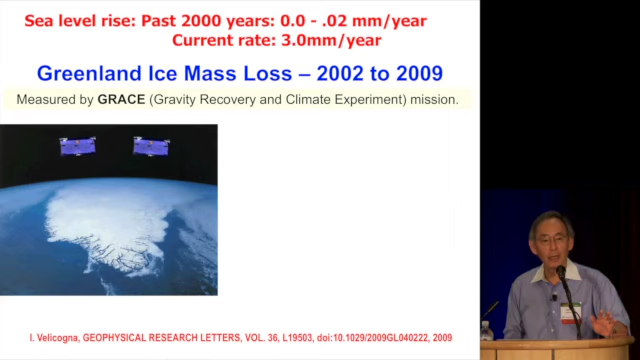 Sea level rise: Past 2000 years: 0.0 - .02 mm/year
Current rate: 3.0mm/year
Greenland Ice Mass Loss – 2002 to 2009
Measured by GRACE (Gravity Recovery and Climate Experiment) mission.
I. Velicogna, GEOPHYSICAL RESEARCH LETTERS, VOL. 36, L19503, doi:10.1029/2009GL040222, 2009